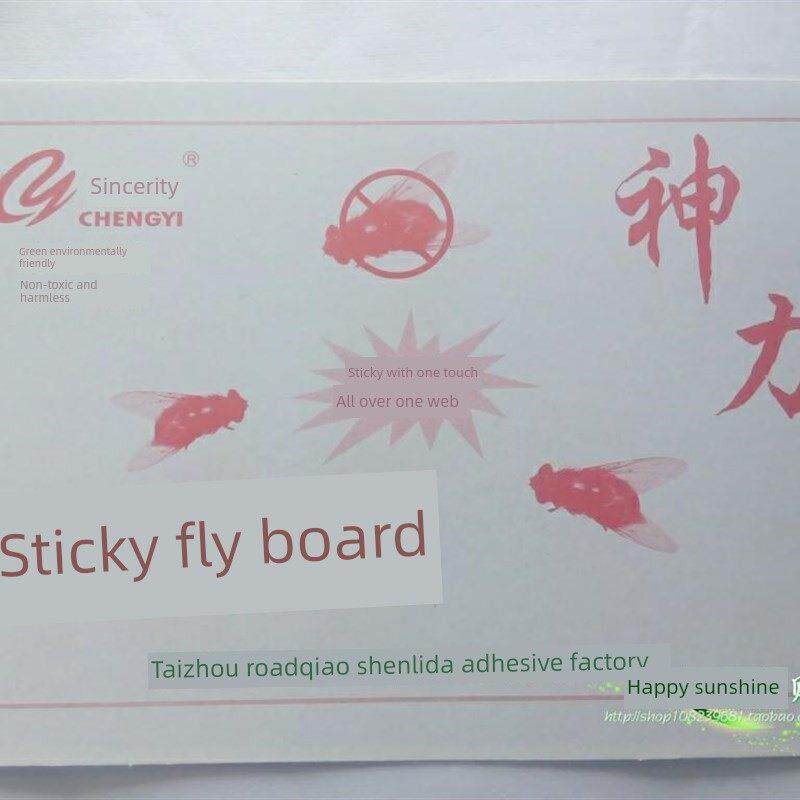 Sincerity
®
CHENGYI
Green environmentally
friendly
Non-toxic and
harmless
神
力
Sticky with one touch
All over one web
Sticky fly board
Taizhou roadqiao shenlida adhesive factory
Happy sunshine